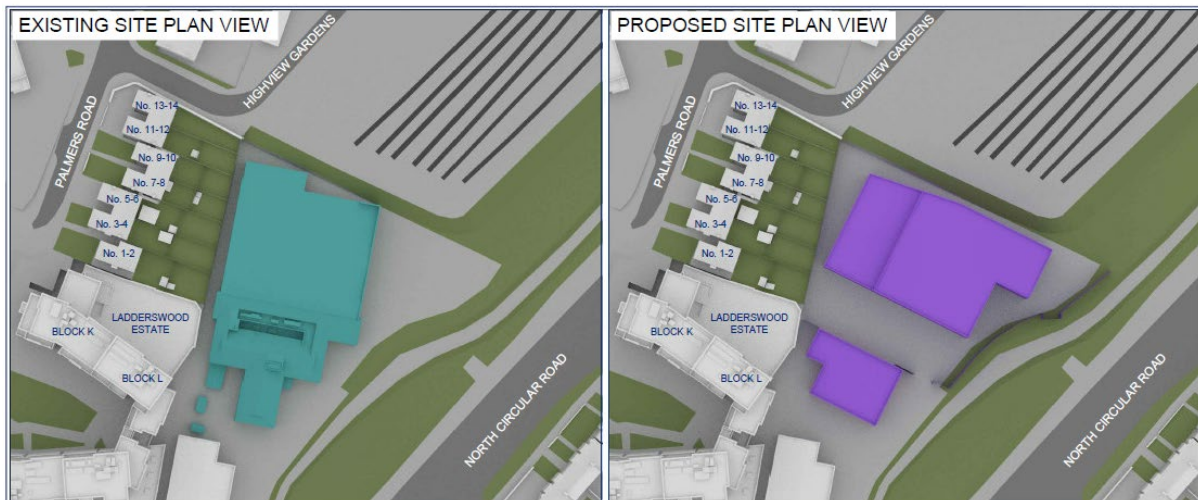 EXISTING SITE PLAN VIEW
HIGHVIEW GARDENS
PALMERS ROAD
No. 13-14
No. 11-12
No. 9-10
No. 7-8
No. 5-6
No. 3-4
No. 1-2
LADDERSWOOD
ESTATE
BLOCK K
BLOCK L
NORTH CIRCULAR ROAD
PROPOSED SITE PLAN VIEW
HIGHVIEW GARDENS
PALMERS ROAD
No. 13-14
No. 11-12
No. 9-10
No. 7-8
No. 5-6
No. 3-4
No. 1-2
LADDERSWOOD
ESTATE
BLOCK K
BLOCK L
NORTH CIRCULAR ROAD